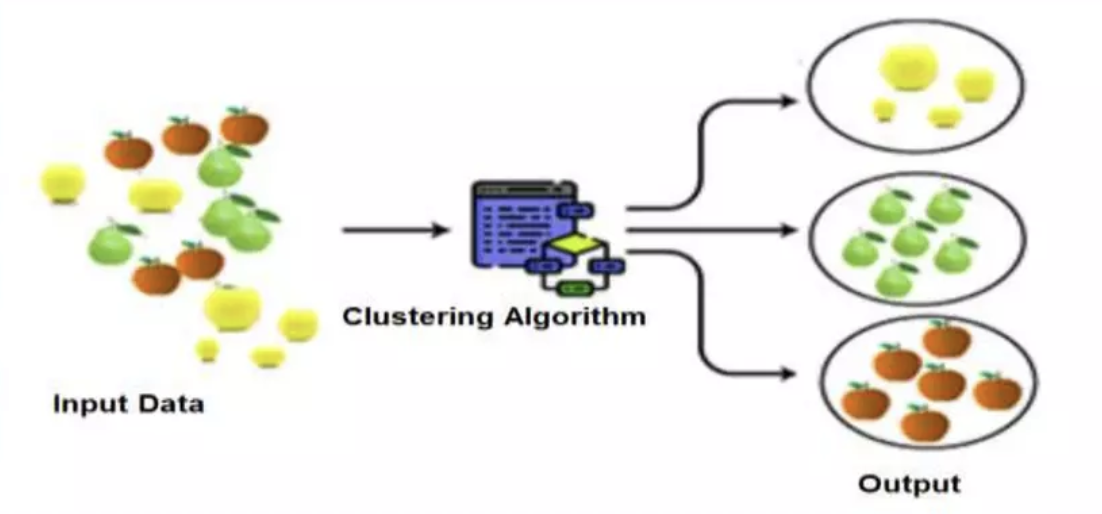 Clustering Algorithm
Input Data
Output